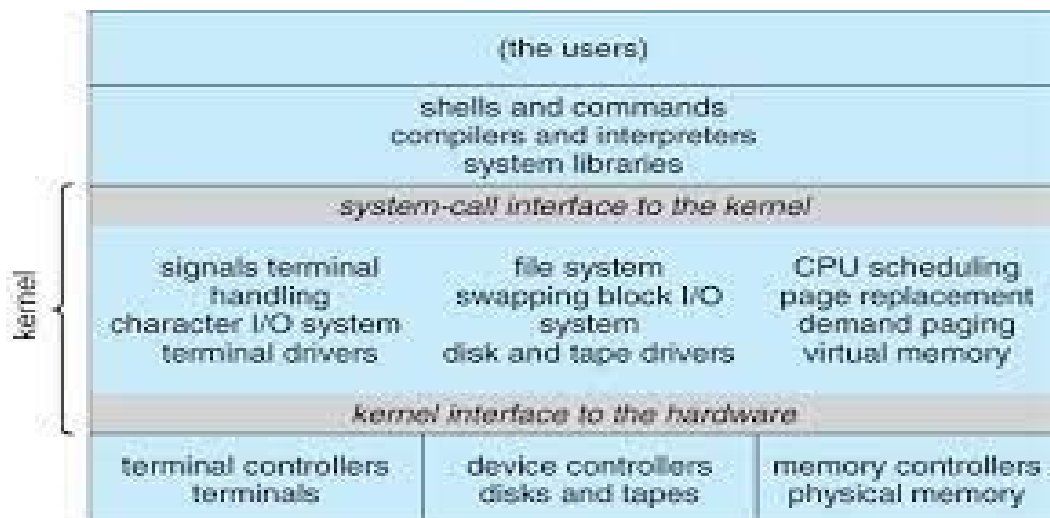 (the users)
shells and commands
compilers and interpreters
system libraries
system-call interface to the kernel
kernel
signals terminal
handling
character I/O system
terminal drivers
file system
swapping block I/O
system
disk and tape drivers
CPU scheduling
page replacement
demand paging
virtual memory
kernel interface to the hardware
terminal controllers
terminals
device controllers
disks and tapes
memory controllers
physical memory